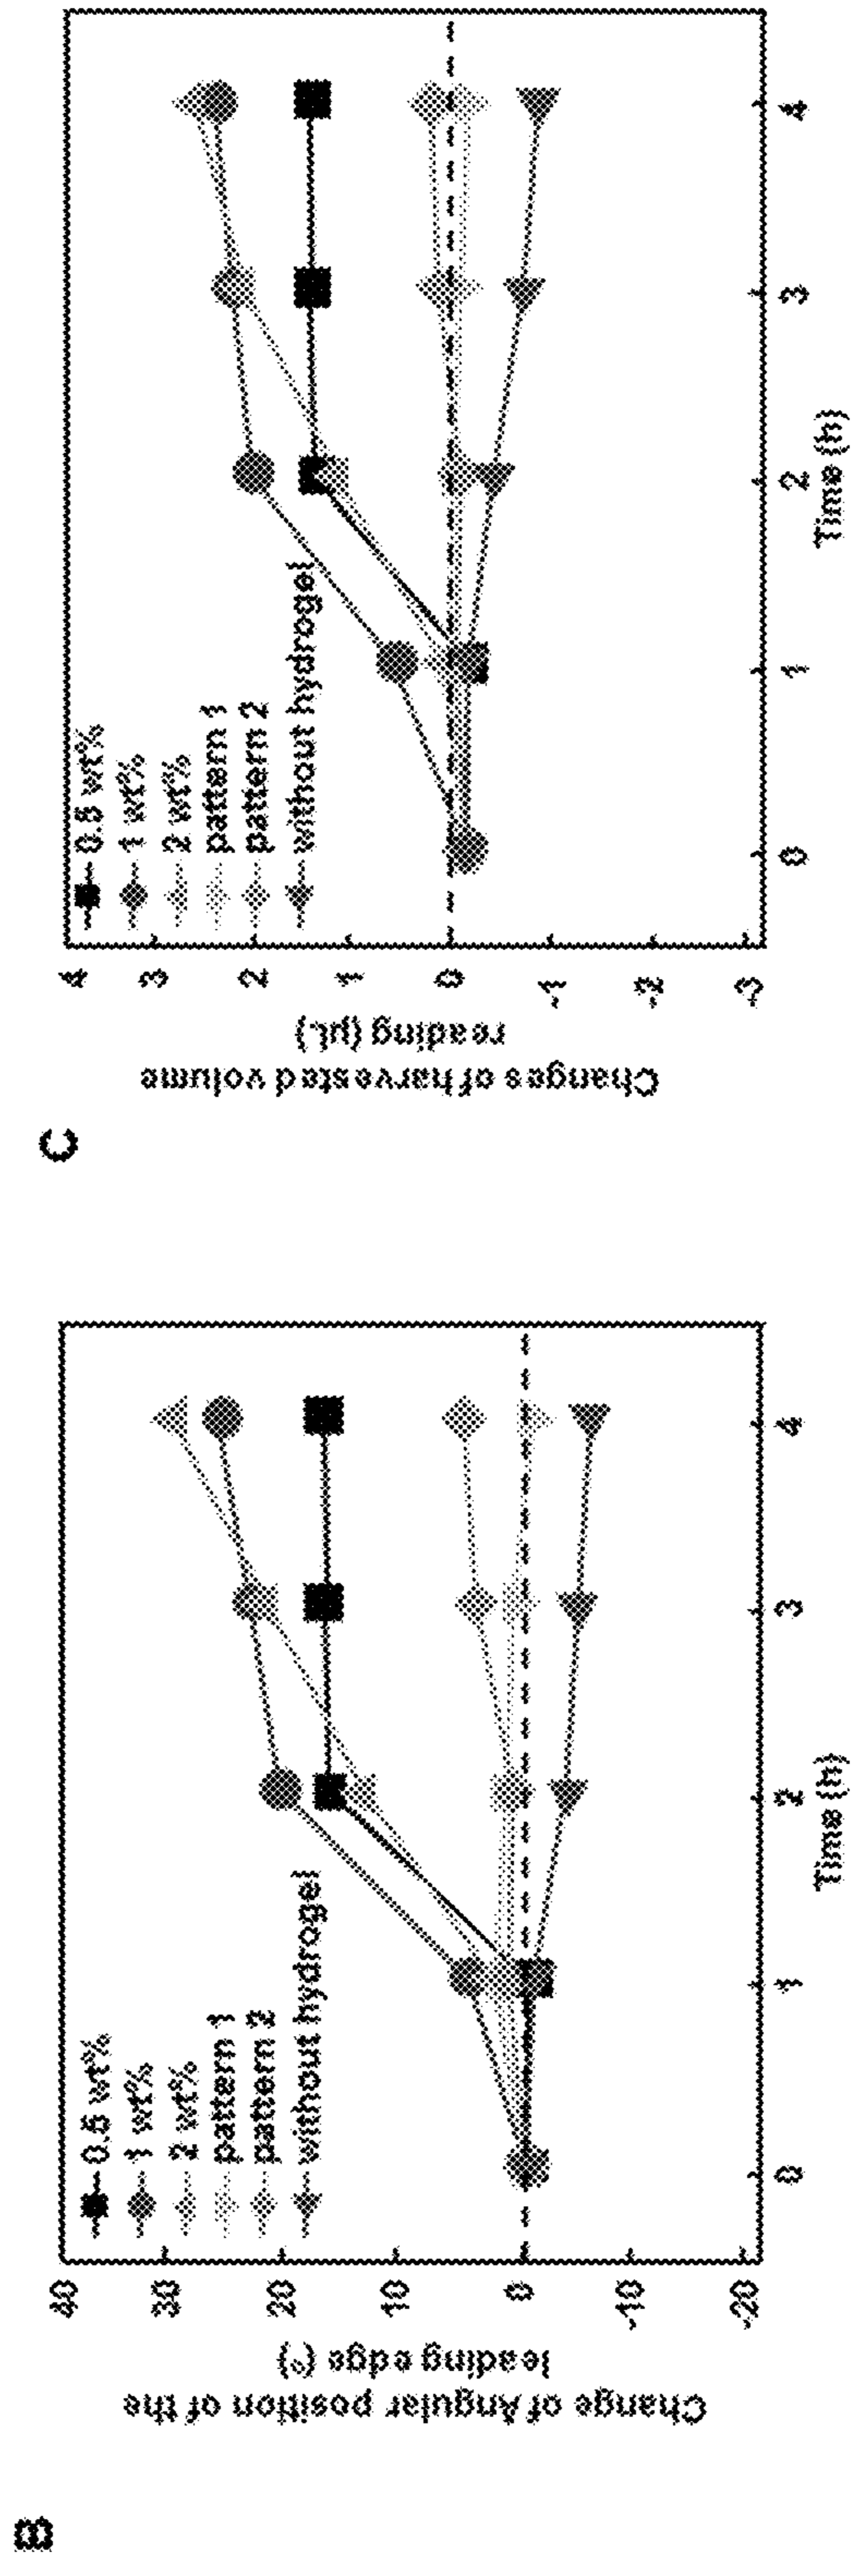 B
Change of Angular position of the
leading edge (°)
40
30
20
10
0
-10
-20
0.5 wt%
1 wt%
2 wt%
pattern 1
pattern 2
without hydrogel
0 1 2 3 4
Time (h)
C
Changes of harvested volume
reading (μL)
4
3
2
1
0
-1
-2
-3
0.5 wt%
1 wt%
2 wt%
pattern 1
pattern 2
without hydrogel
0 1 2 3 4
Time (h)